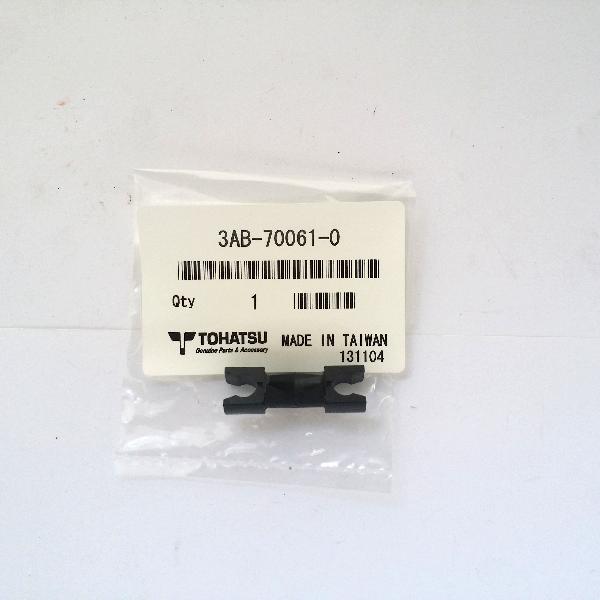 3AB-70061-0
Qty 1
TOHATSU MADE IN TAIWAN
Genuine Parts & Accessory 131104